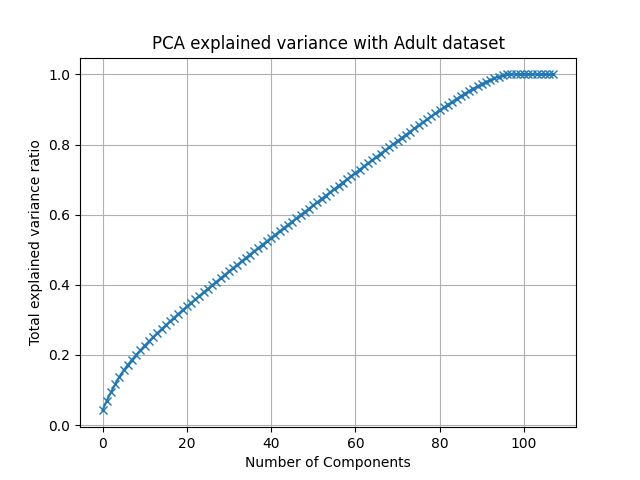 PCA explained variance with Adult dataset
1.0
0.8
0.6
0.4
0.2
0.0
Total explained variance ratio
0 20 40 60 80 100
Number of Components